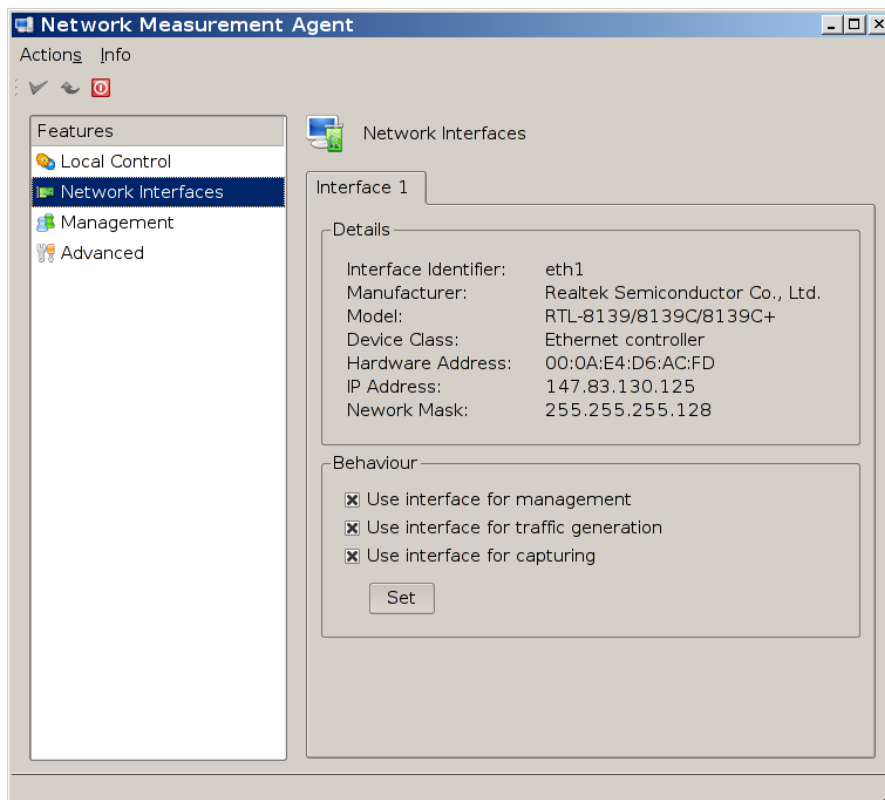 Network Measurement Agent
Actions Info
Features
Local Control
Network Interfaces
Management
Advanced
Network Interfaces
Interface 1
Details
Interface Identifier: eth1
Manufacturer: Realtek Semiconductor Co., Ltd.
Model: RTL-8139/8139C/8139C+
Device Class: Ethernet controller
Hardware Address: 00:0A:E4:D6:AC:FD
IP Address: 147.83.130.125
Nework Mask: 255.255.255.128
Behaviour
Use interface for management
Use interface for traffic generation
Use interface for capturing
Set